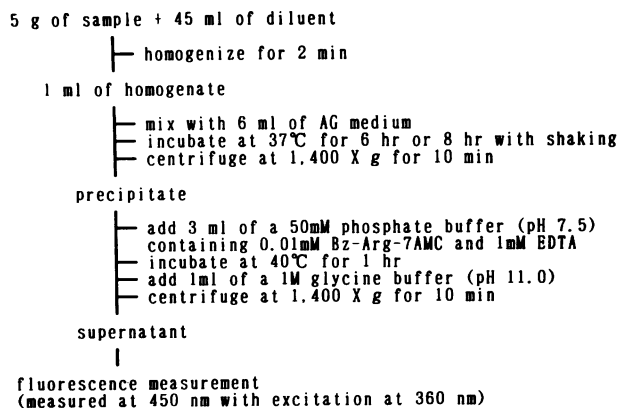 5 g of sample + 45 ml of diluent
homogenize for 2 min
1 ml of homogenate
mix with 6 ml of AG medium
incubate at 37℃ for 6 hr or 8 hr with shaking
centrifuge at 1,400 X g for 10 min
precipitate
add 3 ml of a 50mM phosphate buffer (pH 7.5)
containing 0.01mM Bz-Arg-7AMC and 1mM EDTA
incubate at 40℃ for 1 hr
add 1ml of a 1M glycine buffer (pH 11.0)
centrifuge at 1,400 X g for 10 min
supernatant
fluorescence measurement
(measured at 450 nm with excitation at 360 nm)